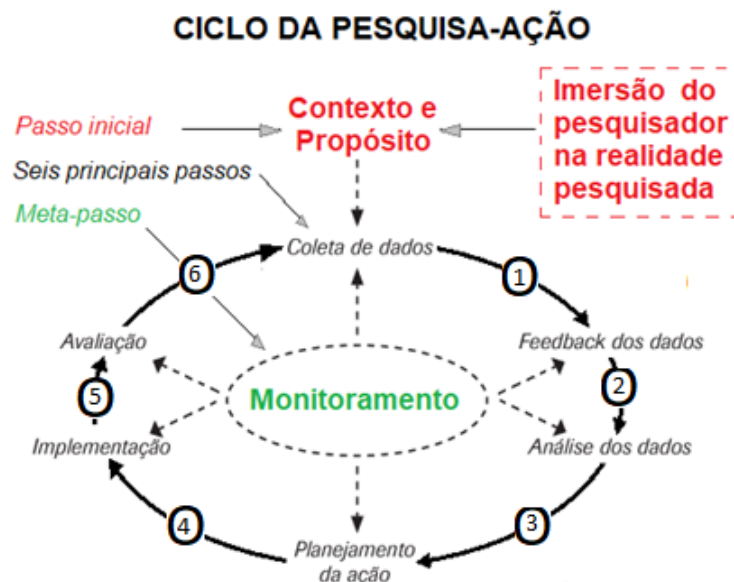 CICLO DA PESQUISA-AÇÃO
Passo inicial
Contexto e
Propósito
Imersão do
pesquisador
na realidade
pesquisada
Seis principais passos
Meta-passo
Coleta de dados
6
1
Avaliação
Feedback dos dados
5
Monitoramento
2
Implementação
Análise dos dados
4
3
Planejamento
da ação